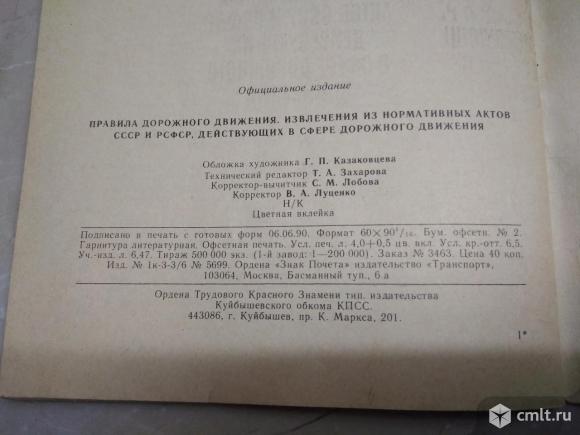 Официальное издание
ПРАВИЛА ДОРОЖНОГО ДВИЖЕНИЯ. ИЗВЛЕЧЕНИЯ ИЗ НОРМАТИВНЫХ АКТОВ
СССР И РСФСР, ДЕЙСТВУЮЩИХ В СФЕРЕ ДОРОЖНОГО ДВИЖЕНИЯ
Обложка художника Г. П. Казаковцева
Технический редактор Т. А. Захарова
Корректор-вычитчик С. М. Лобова
Корректор В. А. Луценко
Н/К
Цветная вклейка
Подписано в печать с готовых форм 06.06.90. Формат 60×90¹/₁₆. Бум. офсетн. № 2.
Гарнитура литературная. Офсетная печать. Усл. печ. л. 4,0+0,5 цв. вкл. Усл. кр.-отт. 6,5.
Уч.-изд. л. 6,47. Тираж 500 000 экз. (1-й завод: 1—200 000). Заказ № 3463. Цена 40 коп.
Изд. № 1к-3-3/6 № 5699. Ордена «Знак Почета» издательство «Транспорт»,
103064, Москва, Басманный туп., 6 а
Ордена Трудового Красного Знамени тип. издательства
Куйбышевского обкома КПСС.
443086, г. Куйбышев, пр. К. Маркса, 201.
1*
cmlt.ru